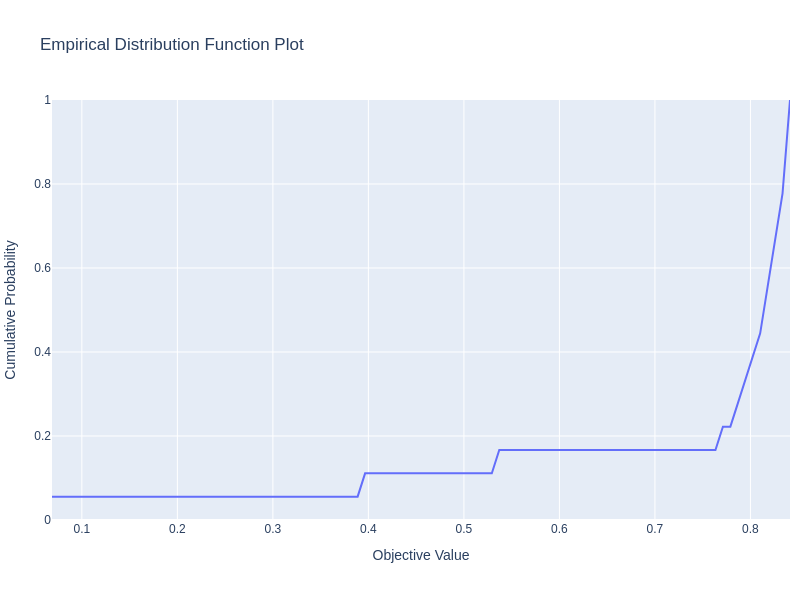 Empirical Distribution Function Plot
1
0.8
0.6
0.4
0.2
0
0.1 0.2 0.3 0.4 0.5 0.6 0.7 0.8
Cumulative Probability
Objective Value